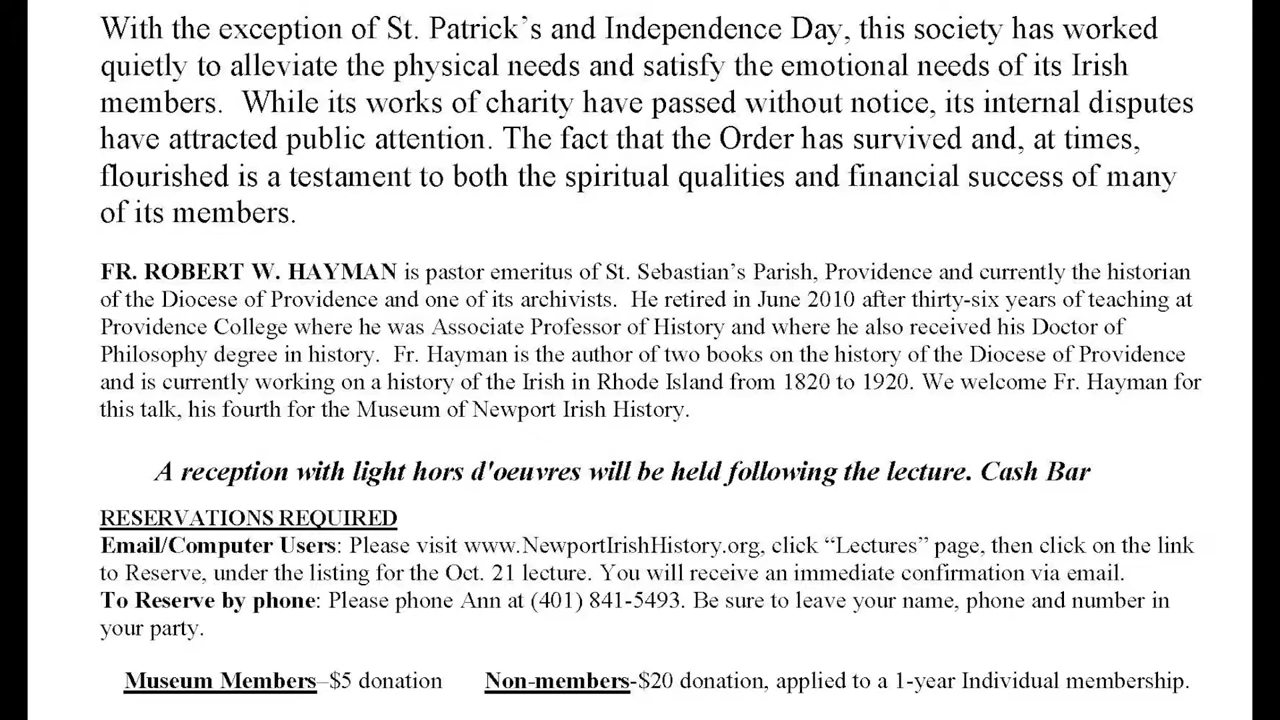 With the exception of St. Patrick’s and Independence Day, this society has worked
quietly to alleviate the physical needs and satisfy the emotional needs of its Irish
members.  While its works of charity have passed without notice, its internal disputes
have attracted public attention. The fact that the Order has survived and, at times,
flourished is a testament to both the spiritual qualities and financial success of many
of its members.
FR. ROBERT W. HAYMAN is pastor emeritus of St. Sebastian’s Parish, Providence and currently the historian
of the Diocese of Providence and one of its archivists.  He retired in June 2010 after thirty-six years of teaching at
Providence College where he was Associate Professor of History and where he also received his Doctor of
Philosophy degree in history.  Fr. Hayman is the author of two books on the history of the Diocese of Providence
and is currently working on a history of the Irish in Rhode Island from 1820 to 1920. We welcome Fr. Hayman for
this talk, his fourth for the Museum of Newport Irish History.
A reception with light hors d'oeuvres will be held following the lecture. Cash Bar
RESERVATIONS REQUIRED
Email/Computer Users: Please visit www.NewportIrishHistory.org, click “Lectures” page, then click on the link
to Reserve, under the listing for the Oct. 21 lecture. You will receive an immediate confirmation via email.
To Reserve by phone: Please phone Ann at (401) 841-5493. Be sure to leave your name, phone and number in
your party.
Museum Members–$5 donation Non-members-$20 donation, applied to a 1-year Individual membership.